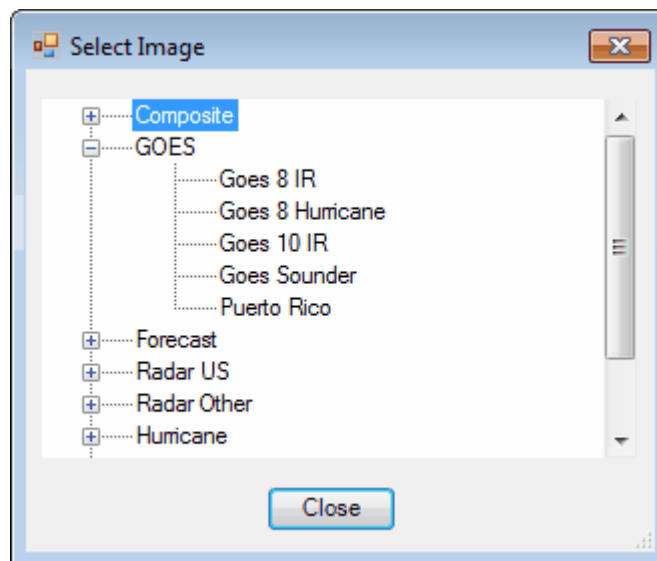 Select Image
Composite
GOES
Goes 8 IR
Goes 8 Hurricane
Goes 10 IR
Goes Sounder
Puerto Rico
Forecast
Radar US
Radar Other
Hurricane
Close